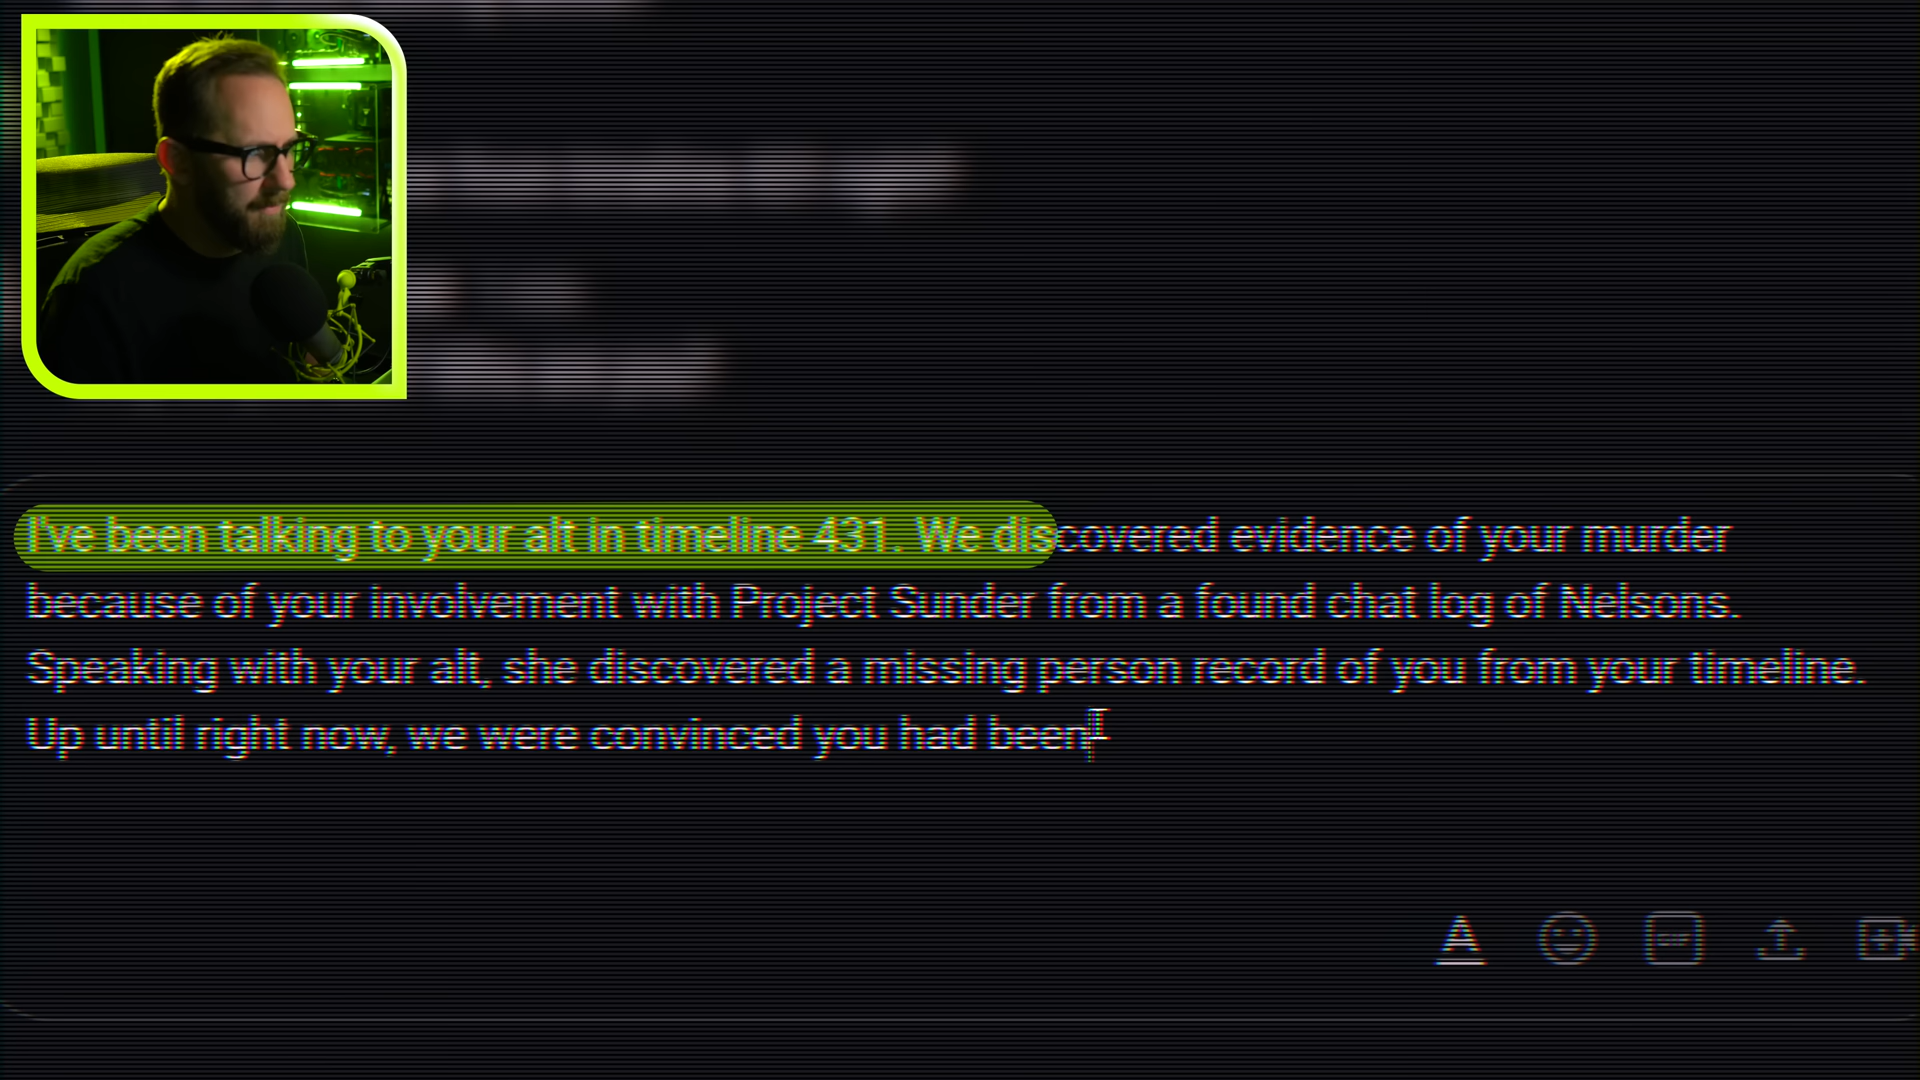 I've been talking to your alt in timeline 431. We discovered evidence of your murder
because of your involvement with Project Sunder from a found chat log of Nelsons.
Speaking with your alt, she discovered a missing person record of you from your timeline.
Up until right now, we were convinced you had been
GIF